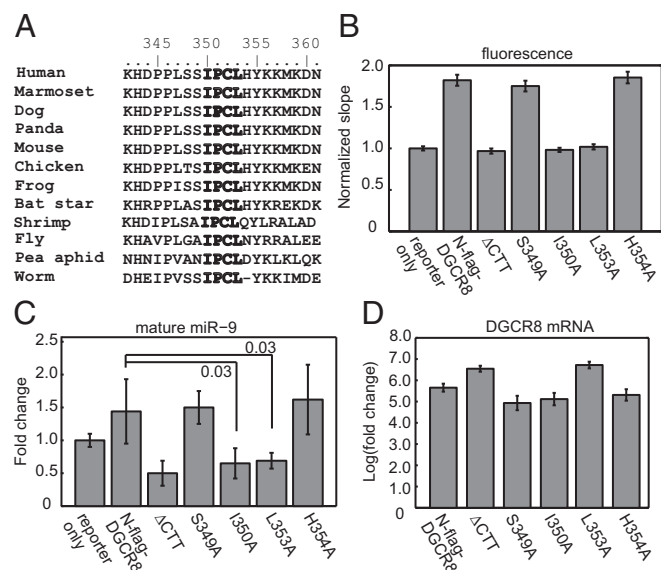 A
345 350 355 360
Human KHDPPLSSIPCLHYKKMKDN
Marmoset KHDPPLSSIPCLHYKKMKDN
Dog KHDPPLSSIPCLHYKKMKDN
Panda KHDPPLSSIPCLHYKKMKDN
Mouse KHDPPLSSIPCLHYKKMKDN
Chicken KHDPPLTSIPCLHYKKMKEN
Frog KHDPPLSSIPCLHYKKMKDN
Bat star KHRPPLASIPCLHYKREKDK
Shrimp KHDIPLSAIPCLQYLRALAD
Fly KHAVPLGAIPCLNYRRALEE
Pea aphid NHNIPVANIPCLDYKLKLQK
Worm DHEIPVSSIPCL-YKKIMDE
B
fluorescence
Normalized slope
2.0
1.5
1.0
0
reporter only
N-flag-DGCR8
ΔCTT
S349A
I350A
L353A
H354A
C
mature miR-9
Fold change
2.0
1.5
1.0
0.5
0.0
0.03
0.03
reporter only
N-flag-DGCR8
ΔCTT
S349A
I350A
L353A
H354A
D
DGCR8 mRNA
Log(fold change)
8.0
7.0
6.0
5.0
4.0
3.0
2.0
1.0
0.0
N-flag-DGCR8
ΔCTT
S349A
I350A
L353A
H354A